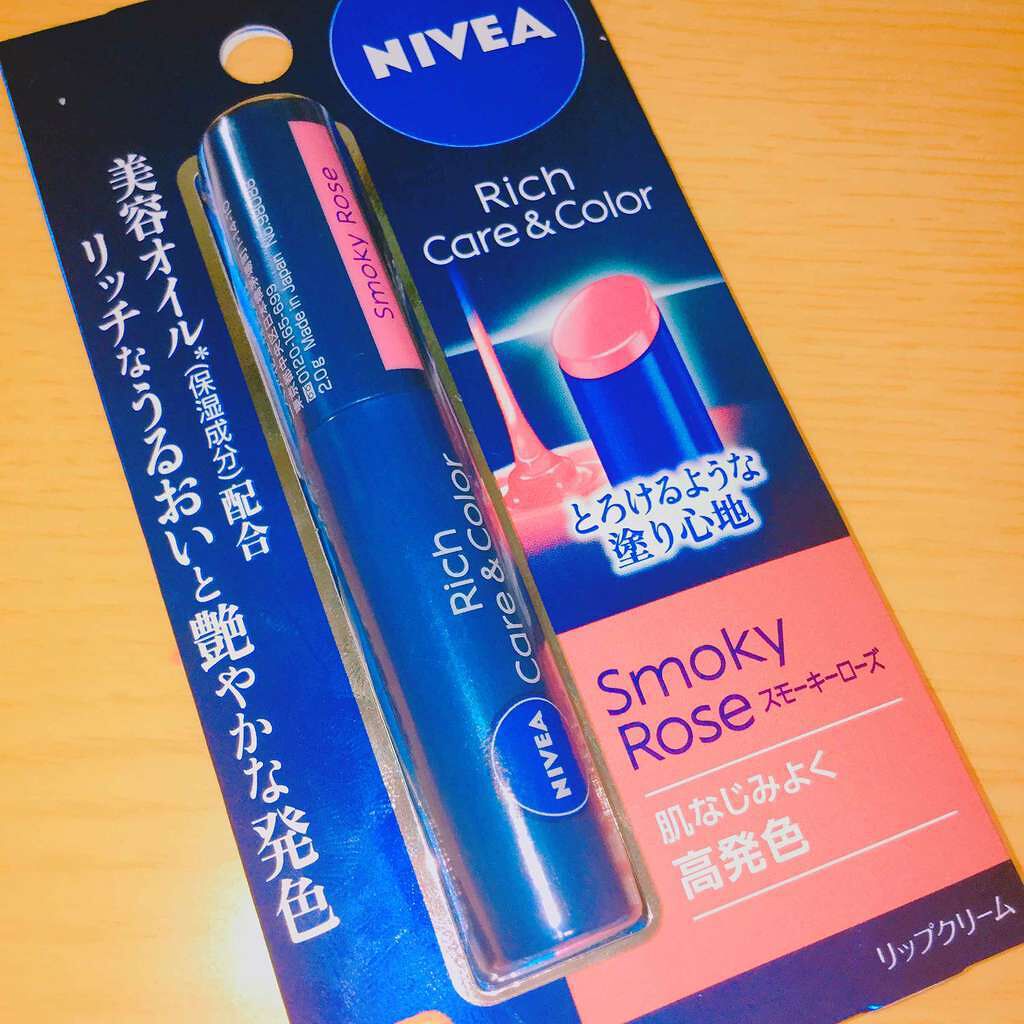 NIVEA
Rich
Care & Color
美容オイル*(保湿成分)配合
リッチなうるおいと艶やかな発色
とろけるような
塗り心地
Smoky
Rose スモーキーローズ
肌なじみよく
高発色
リップクリーム
Smoky Rose
0120-165-699
2.0g Made in Japan
Rich
Care & Color
NIVEA